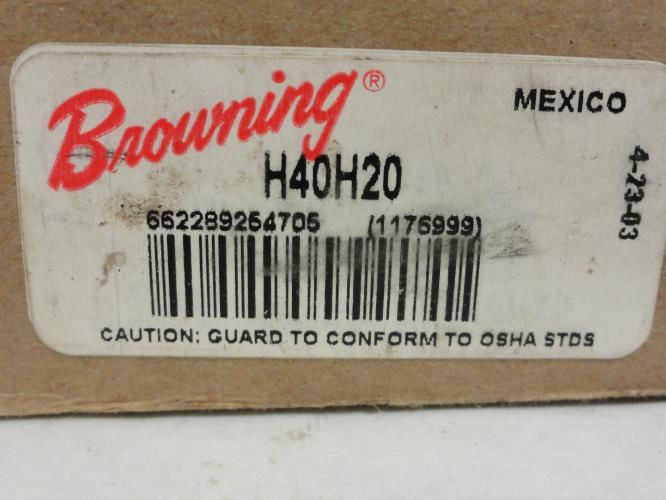 Browning®
MEXICO
H40H20
662289254705 (1176999)
4-23-03
CAUTION: GUARD TO CONFORM TO OSHA STDS